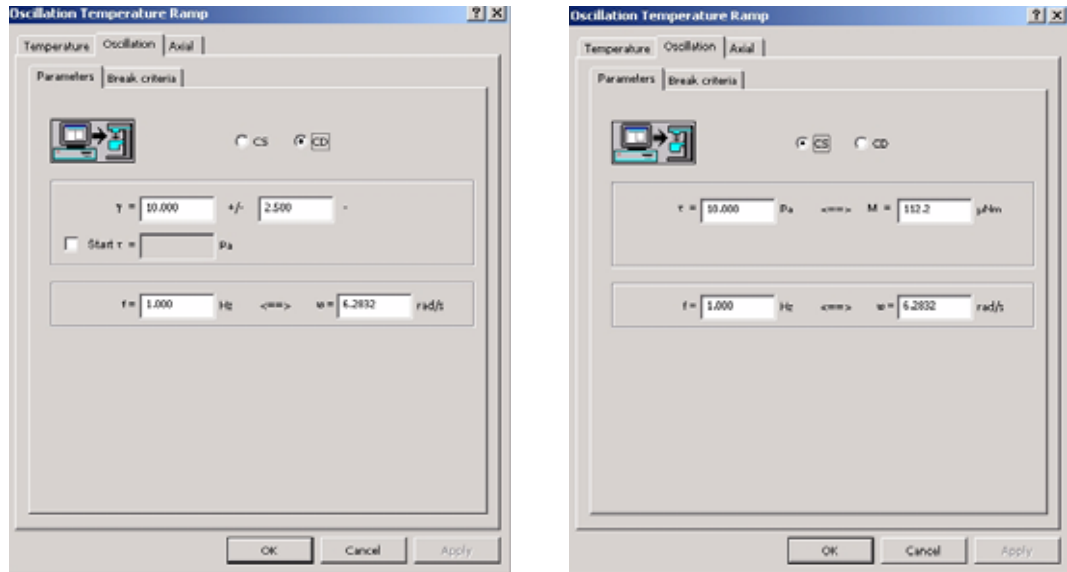 Oscillation Temperature Ramp
Temperature Oscillation Axial
Parameters Break criteria
CS CD
γ = 10.000 +/- 2.500 -
Start τ = Pa
f = 1.000 Hz <==> w = 6.2832 rad/s
OK Cancel Apply
Oscillation Temperature Ramp
Temperature Oscillation Axial
Parameters Break criteria
CS CD
τ = 10.000 Pa <==> M = 112.2 μNm
f = 1.000 Hz <==> w = 6.2832 rad/s
OK Cancel Apply